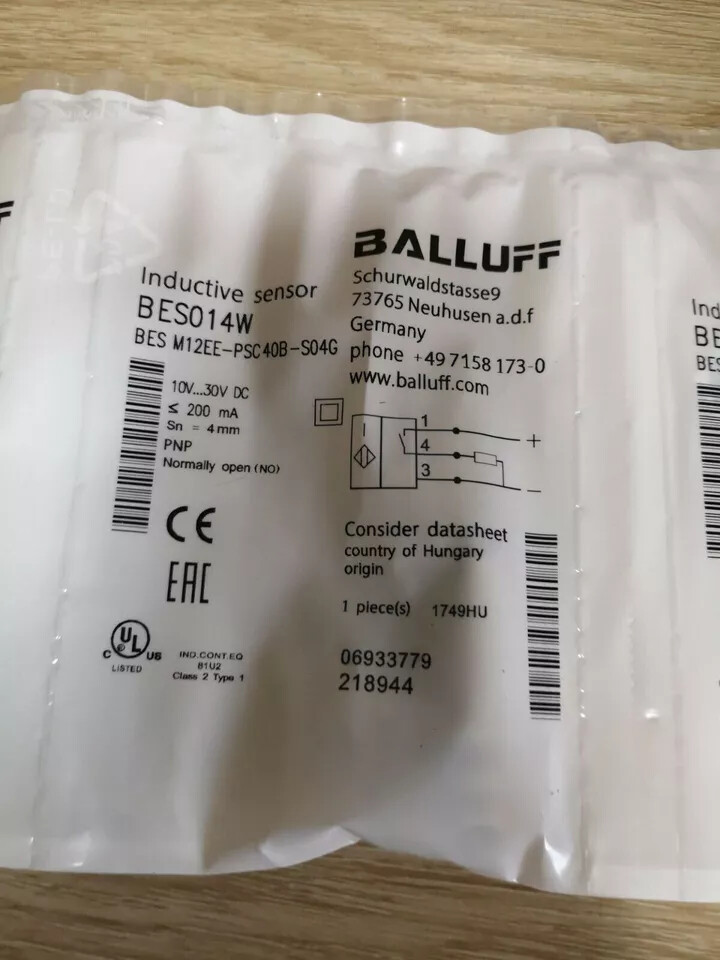 Inductive sensor
BES014W
BES M12EE-PSC40B-S04G
10V...30V DC
≤ 200 mA
Sn = 4mm
PNP
Normally open (NO)
CE
EAC
C UL US
LISTED
IND.CONT.EQ
81U2
Class 2 Type 1
BALLUFF
Schurwaldstasse9
73765 Neuhusen a.d.f
Germany
phone +49 7158 173-0
www.balluff.com
1 +
4
3 −
Consider datasheet
country of Hungary
origin
1 piece(s) 1749HU
06933779
218944
Ind
BE
BES